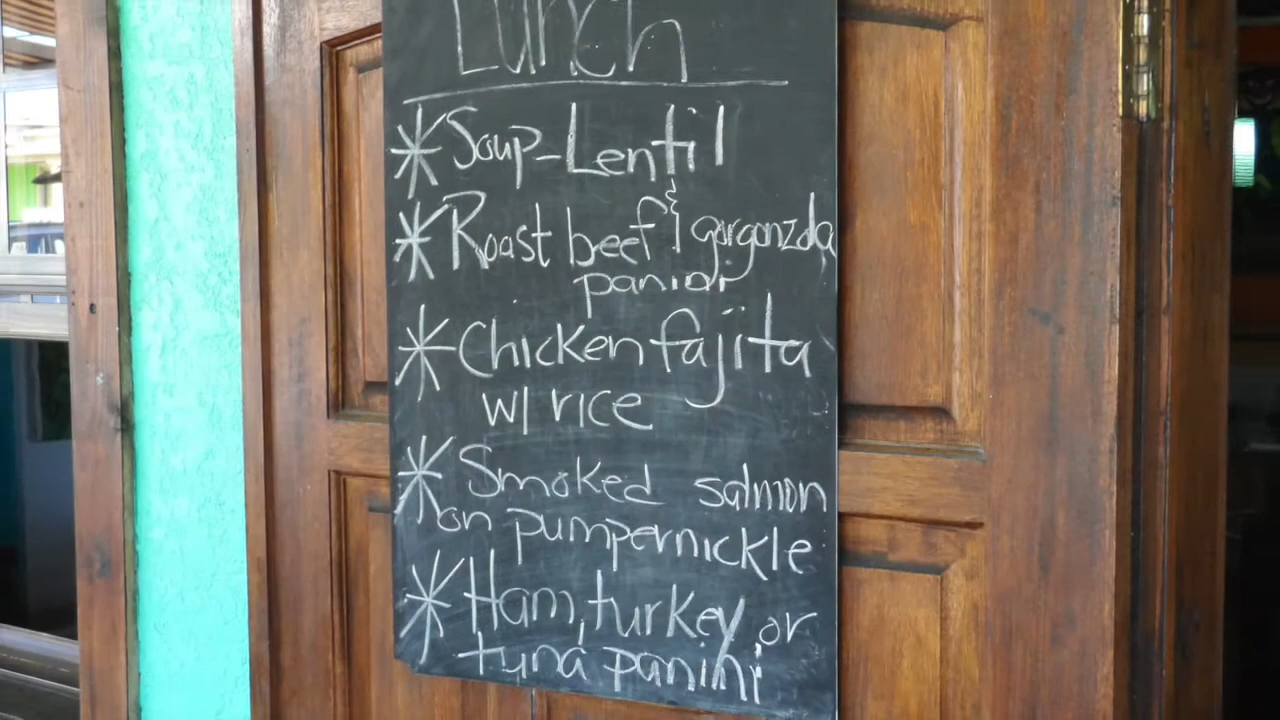 Lunch
* Soup-Lentil
* Roast beef & gorgonzola
panini
* Chicken fajita
w/ rice
* Smoked salmon
on pumpernickle
* Ham, turkey, or
tuna panini